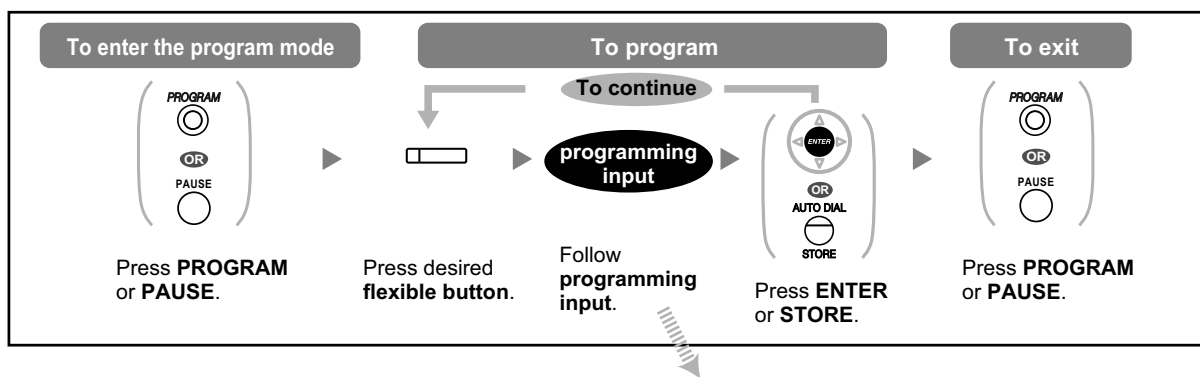 To enter the program mode
To program
To exit
To continue
PROGRAM
OR
PAUSE
programming
input
ENTER
OR
AUTO DIAL
STORE
PROGRAM
OR
PAUSE
Press PROGRAM
or PAUSE.
Press desired
flexible button.
Follow
programming
input.
Press ENTER
or STORE.
Press PROGRAM
or PAUSE.